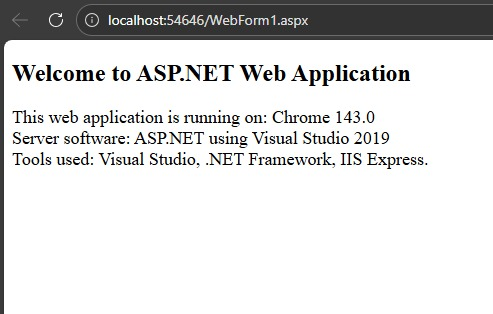 localhost:54646/WebForm1.aspx
Welcome to ASP.NET Web Application
This web application is running on: Chrome 143.0
Server software: ASP.NET using Visual Studio 2019
Tools used: Visual Studio, .NET Framework, IIS Express.